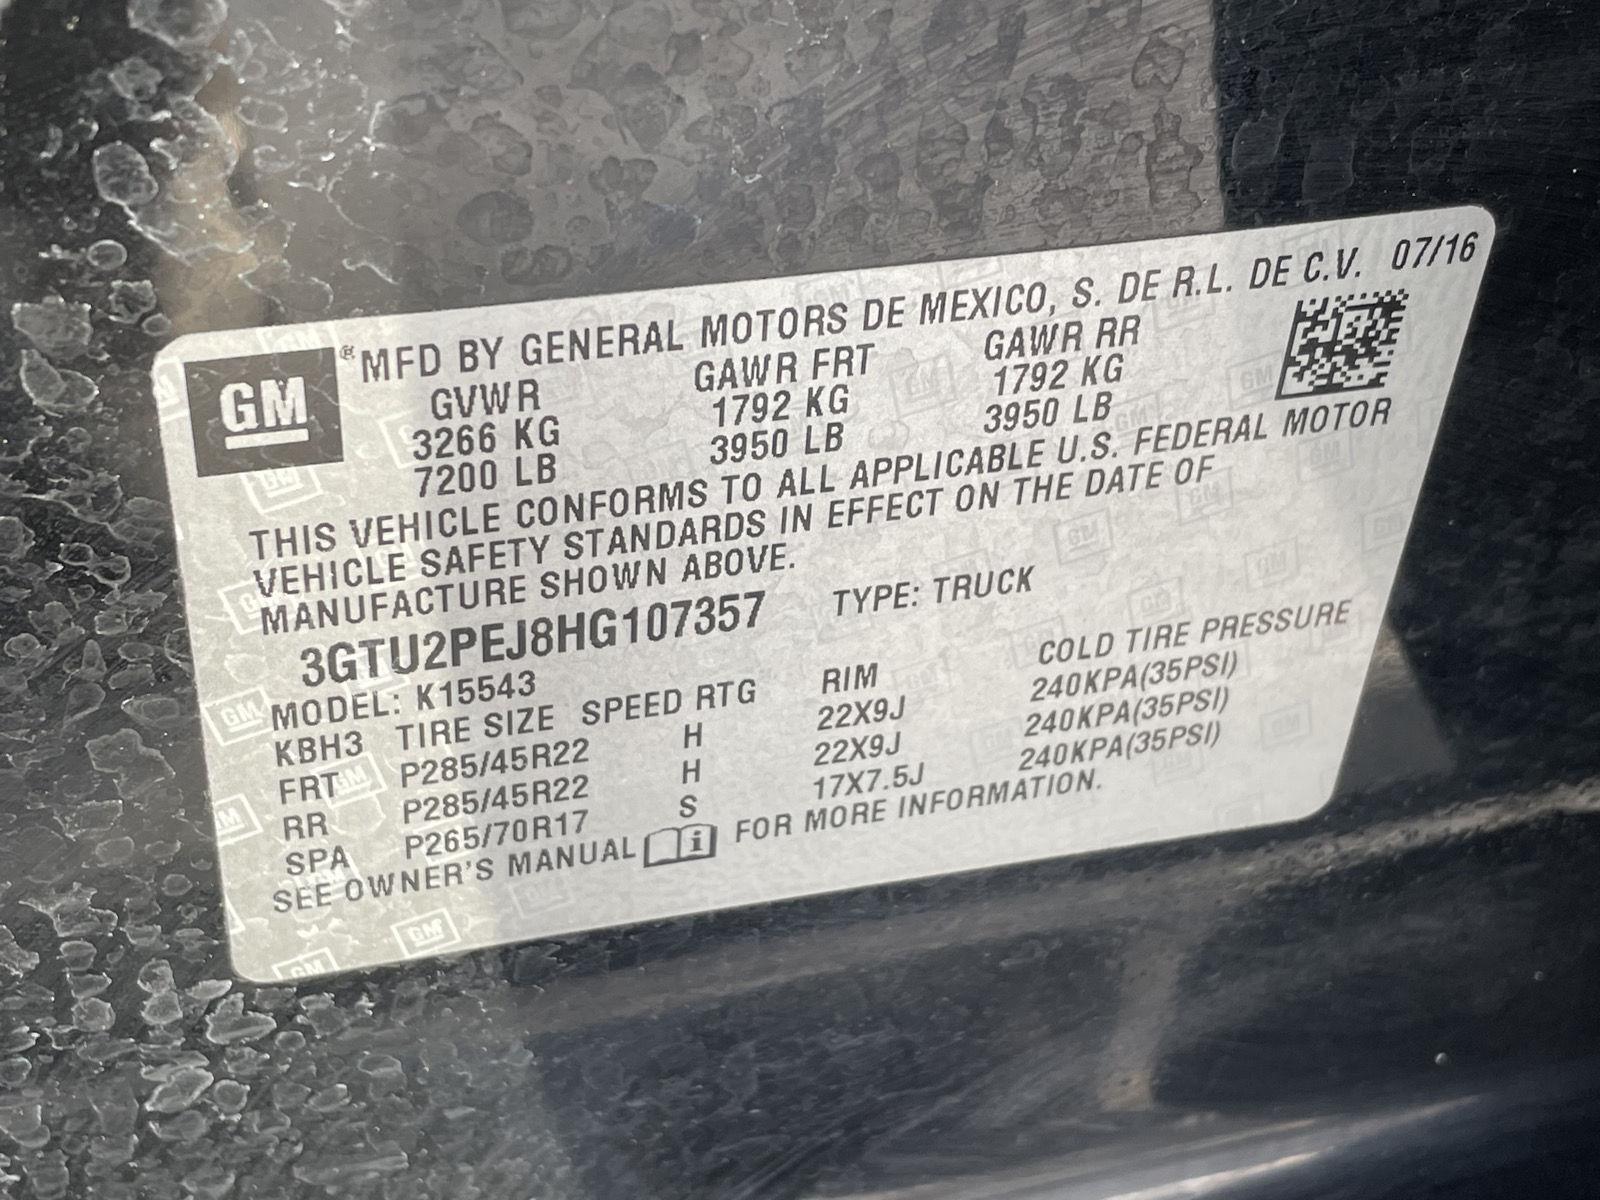 GM
® MFD BY GENERAL MOTORS DE MEXICO, S. DE R.L. DE C.V. 07/16
GVWR GAWR FRT GAWR RR
3266 KG 1792 KG 1792 KG
7200 LB 3950 LB 3950 LB
THIS VEHICLE CONFORMS TO ALL APPLICABLE U.S. FEDERAL MOTOR
VEHICLE SAFETY STANDARDS IN EFFECT ON THE DATE OF
MANUFACTURE SHOWN ABOVE.
3GTU2PEJ8HG107357 TYPE: TRUCK
MODEL: K15543
KBH3 TIRE SIZE SPEED RTG RIM COLD TIRE PRESSURE
FRT P285/45R22 H 22X9J 240KPA(35PSI)
RR P285/45R22 H 22X9J 240KPA(35PSI)
SPA P265/70R17 S 17X7.5J 240KPA(35PSI)
SEE OWNER'S MANUAL i FOR MORE INFORMATION.